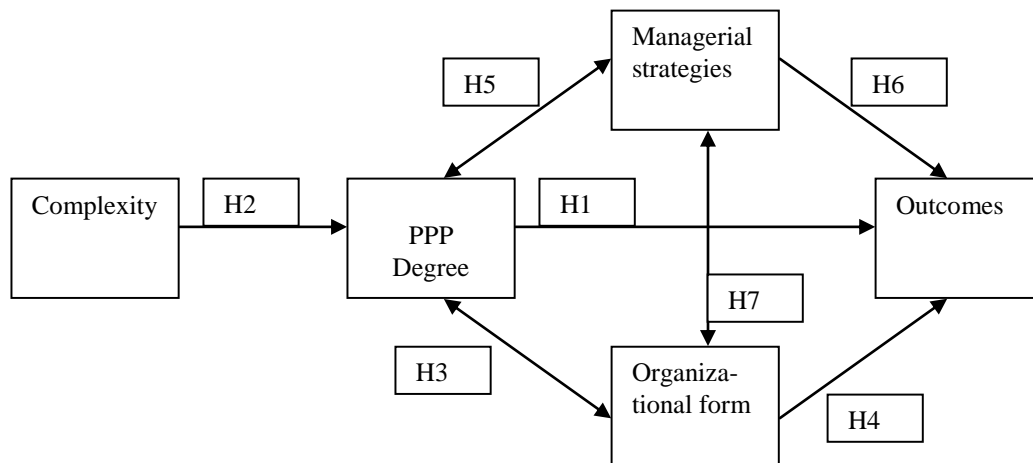 Managerial
strategies
H5
H6
Complexity
H2
PPP
Degree
H1
Outcomes
H7
H3
Organiza-
tional form
H4